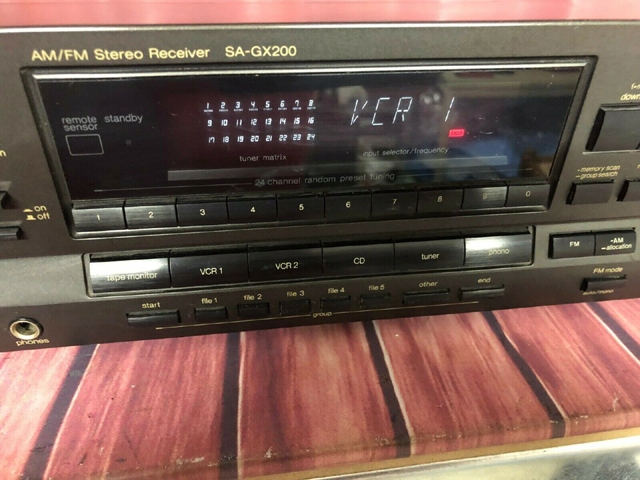 AM/FM Stereo Receiver SA-GX200
remote standby
sensor
1 2 3 4 5 6 7 8
9 10 11 12 13 14 15 16
17 18 19 20 21 22 23 24
VCR 1
tuner matrix
input selector/frequency
24 channel random preset tuning
1 2 3 4 5 6 7 8 9 0
memory scan
group search
on
off
tape monitor VCR 1 VCR 2 CD tuner phono
FM AM
allocation
FM mode
start file 1 file 2 file 3 file 4 file 5 other end
group
phones